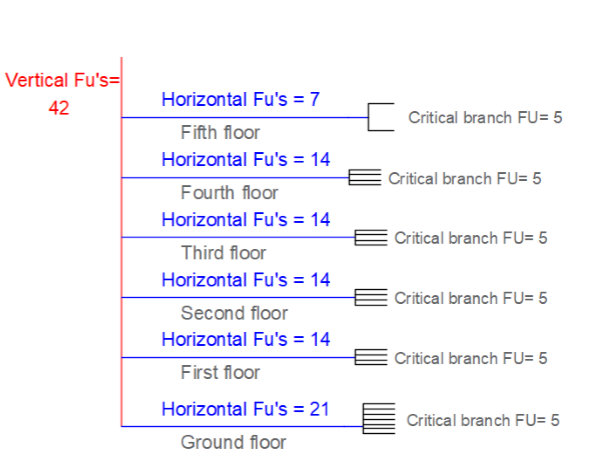 Vertical Fu's=
42
Horizontal Fu's = 7
Critical branch FU= 5
Fifth floor
Horizontal Fu's = 14
Critical branch FU= 5
Fourth floor
Horizontal Fu's = 14
Critical branch FU= 5
Third floor
Horizontal Fu's = 14
Critical branch FU= 5
Second floor
Horizontal Fu's = 14
Critical branch FU= 5
First floor
Horizontal Fu's = 21
Critical branch FU= 5
Ground floor